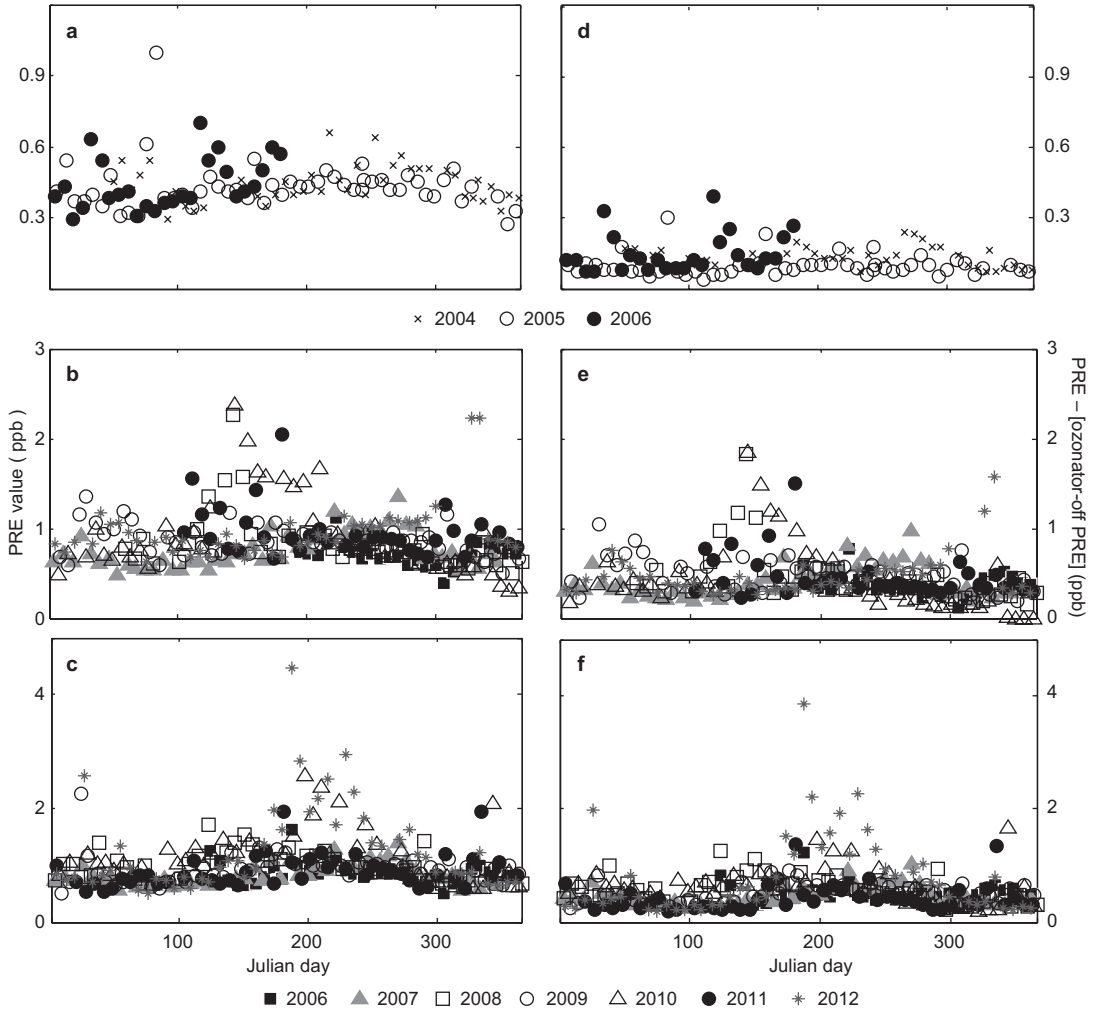 a
d
0.9
0.9
0.6
0.6
0.3
0.3
× 2004 ○ 2005 ● 2006
3
3
b
e
2
2
1
1
0
0
PRE value ( ppb )
PRE – [ozonator-off PRE] (ppb)
c
f
4
4
2
2
0
0
100 200 300
100 200 300
Julian day
Julian day
■ 2006 ▲ 2007 □ 2008 ○ 2009 △ 2010 ● 2011 ✳ 2012